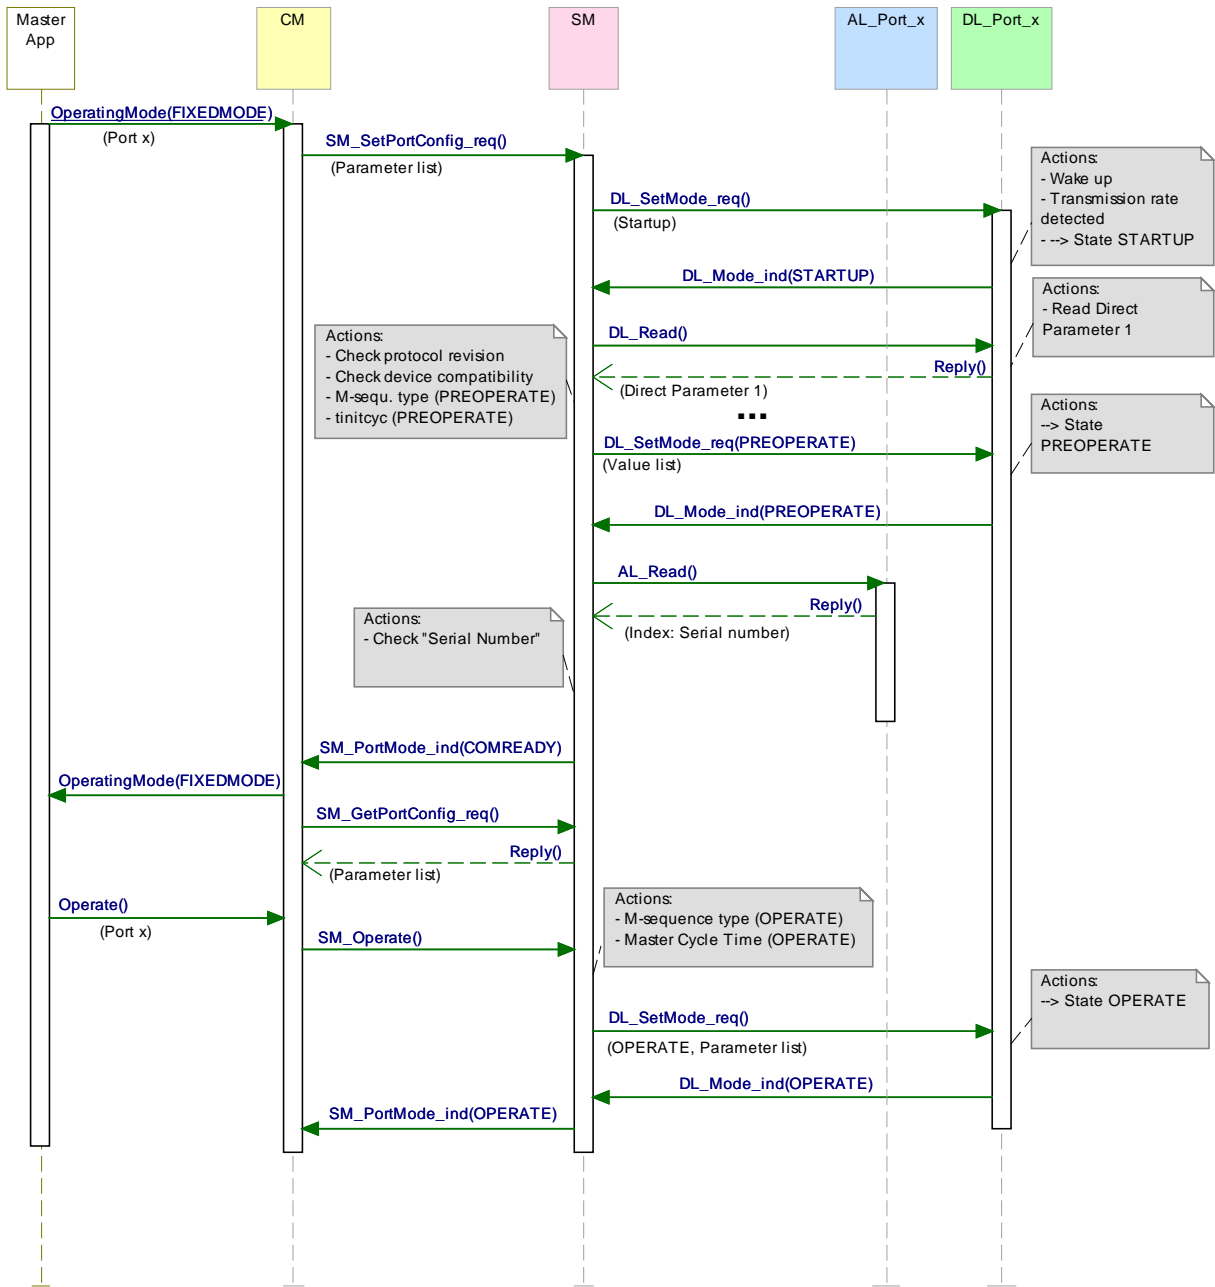 Master
App
CM
SM
AL_Port_x
DL_Port_x
OperatingMode(FIXEDMODE)
(Port x)
SM_SetPortConfig_req()
(Parameter list)
Actions:
- Wake up
- Transmission rate
detected
- --> State STARTUP
DL_SetMode_req()
(Startup)
DL_Mode_ind(STARTUP)
Actions:
- Read Direct
Parameter 1
Actions:
- Check protocol revision
- Check device compatibility
- M-sequ. type (PREOPERATE)
- tinitcyc (PREOPERATE)
DL_Read()
Reply()
(Direct Parameter 1)
...
Actions:
--> State
PREOPERATE
DL_SetMode_req(PREOPERATE)
(Value list)
DL_Mode_ind(PREOPERATE)
AL_Read()
Reply()
(Index: Serial number)
Actions:
- Check "Serial Number"
SM_PortMode_ind(COMREADY)
OperatingMode(FIXEDMODE)
SM_GetPortConfig_req()
Reply()
(Parameter list)
Operate()
(Port x)
SM_Operate()
Actions:
- M-sequence type (OPERATE)
- Master Cycle Time (OPERATE)
Actions:
--> State OPERATE
DL_SetMode_req()
(OPERATE, Parameter list)
DL_Mode_ind(OPERATE)
SM_PortMode_ind(OPERATE)